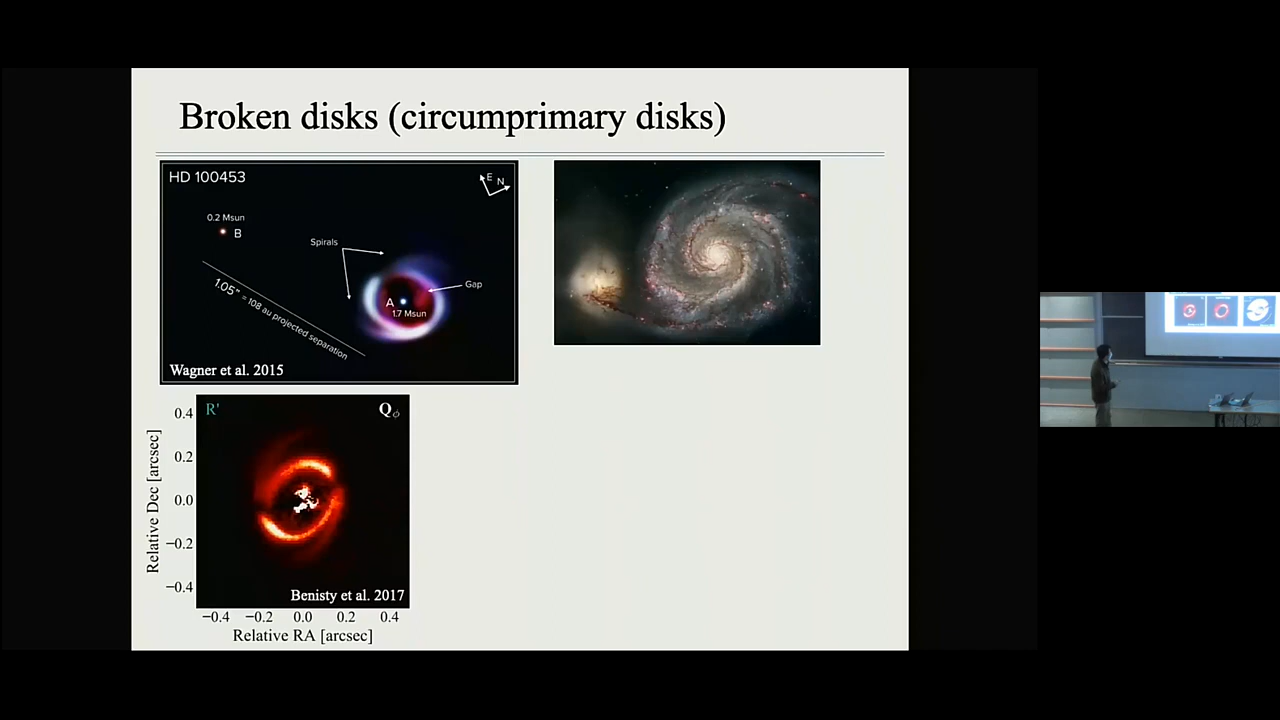 Broken disks (circumprimary disks)
HD 100453
E N
0.2 Msun
B
Spirals
Gap
A
1.7 Msun
1.05" = 108 au projected separation
Wagner et al. 2015
R'
Qϕ
0.4
0.2
0.0
−0.2
−0.4
Relative Dec [arcsec]
Benisty et al. 2017
−0.4 −0.2 0.0 0.2 0.4
Relative RA [arcsec]